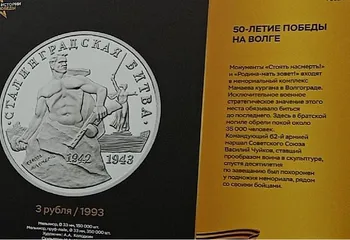 ИСТОРИИ
ПОБЕДЫ
СТАЛИНГРАДСКАЯ БИТВА
1942 1943
3 рубля / 1993
50-ЛЕТИЕ ПОБЕДЫ
НА ВОЛГЕ
Монументы «Стоять насмерть!»
и «Родина-мать зовет!» входят
в мемориальный комплекс
Мамаева кургана в Волгограде.
Исключительное военное
стратегическое значение этого
места обязывало биться
до последнего. Здесь в братской
могиле обрели покой около
35 000 человек.
Командующий 62-й армией
маршал Советского Союза
Василий Чуйков, ставший
прообразом воина в скульптуре,
спустя десятилетия
по завещанию был похоронен
у подножия мемориала, рядом
со своими бойцами.